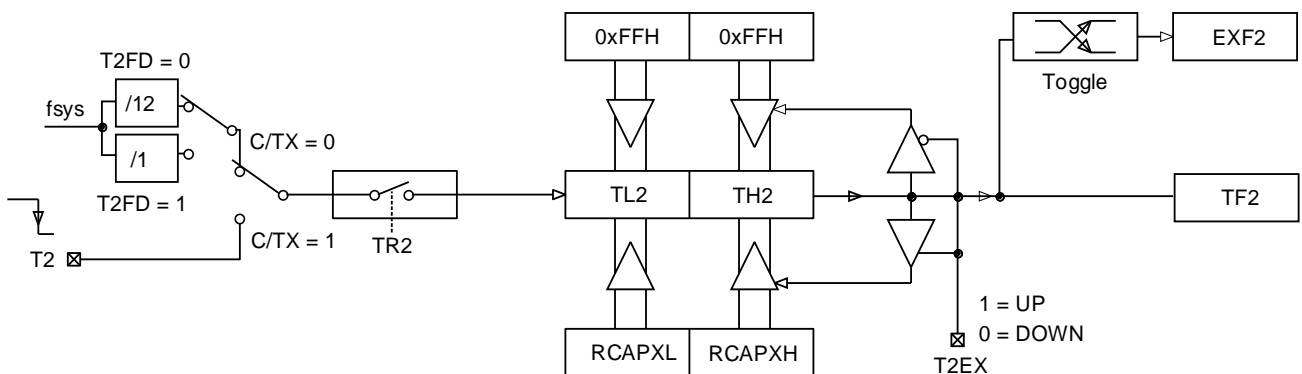 0xFFH 0xFFH EXF2
T2FD = 0
Toggle
fsys /12
C/TX = 0
/1
TL2 TH2 TF2
T2FD = 1
C/TX = 1
T2 TR2
1 = UP
0 = DOWN
RCAPXL RCAPXH
T2EX